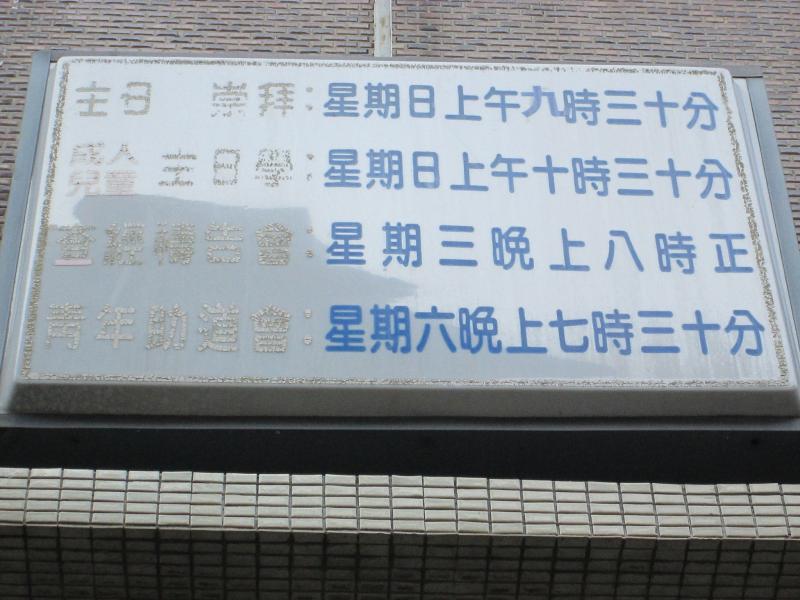 主日 崇拜：星期日上午九時三十分
成人兒童 主日學：星期日上午十時三十分
查經禱告會：星期三晚上八時正
青年勵道會：星期六晚上七時三十分